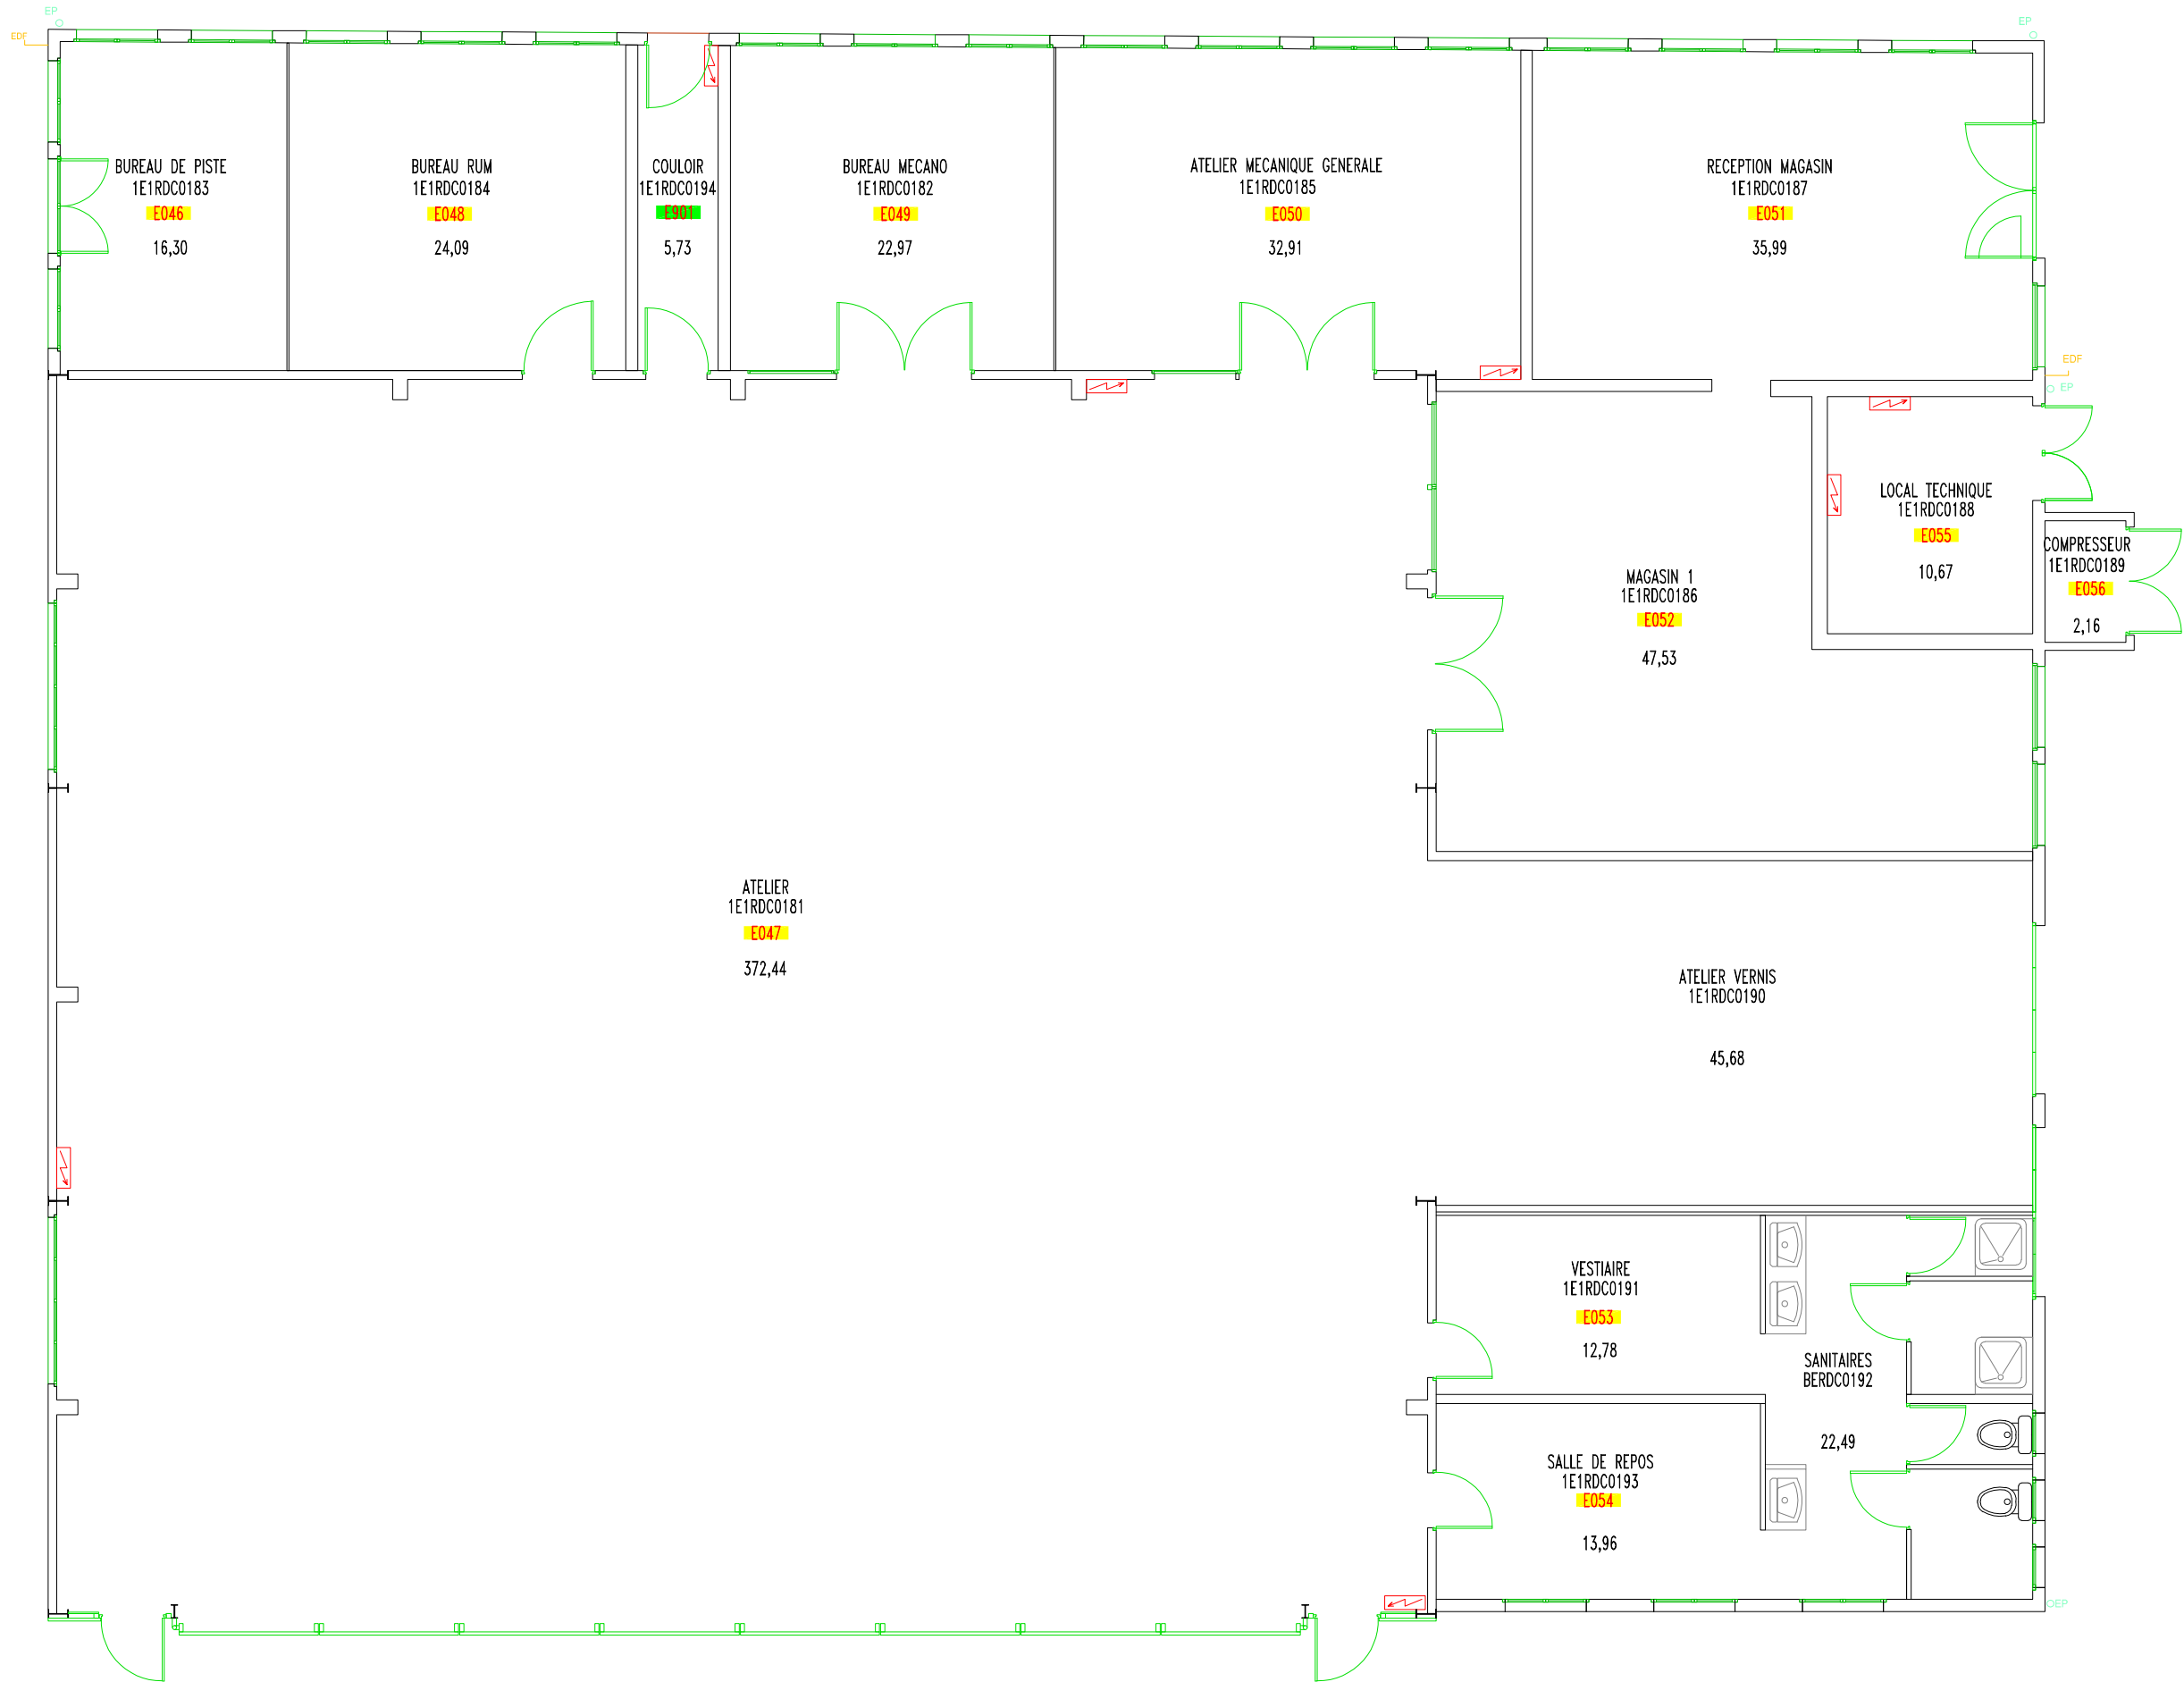 EP
EDF
EP
BUREAU DE PISTE
1E1RDC0183
E046
16,30
BUREAU RUM
1E1RDC0184
E048
24,09
COULOIR
1E1RDC0194
E901
5,73
BUREAU MECANO
1E1RDC0182
E049
22,97
ATELIER MECANIQUE GENERALE
1E1RDC0185
E050
32,91
RECEPTION MAGASIN
1E1RDC0187
E051
35,99
EDF
EP
LOCAL TECHNIQUE
1E1RDC0188
E055
10,67
COMPRESSEUR
1E1RDC0189
E056
2,16
MAGASIN 1
1E1RDC0186
E052
47,53
ATELIER
1E1RDC0181
E047
372,44
ATELIER VERNIS
1E1RDC0190
45,68
VESTIAIRE
1E1RDC0191
E053
12,78
SANITAIRES
BERDC0192
22,49
SALLE DE REPOS
1E1RDC0193
E054
13,96
EP